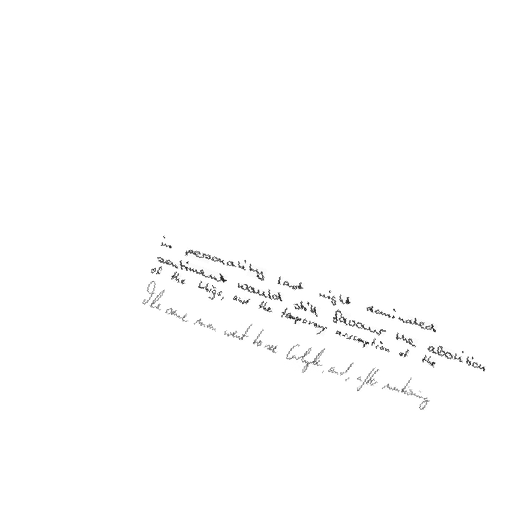 in personality last night dominated
sentiment would still favour the abolition
of the Whigs, and the temporary assumption of the
The same man went to see Carlyle, and, after mentioning